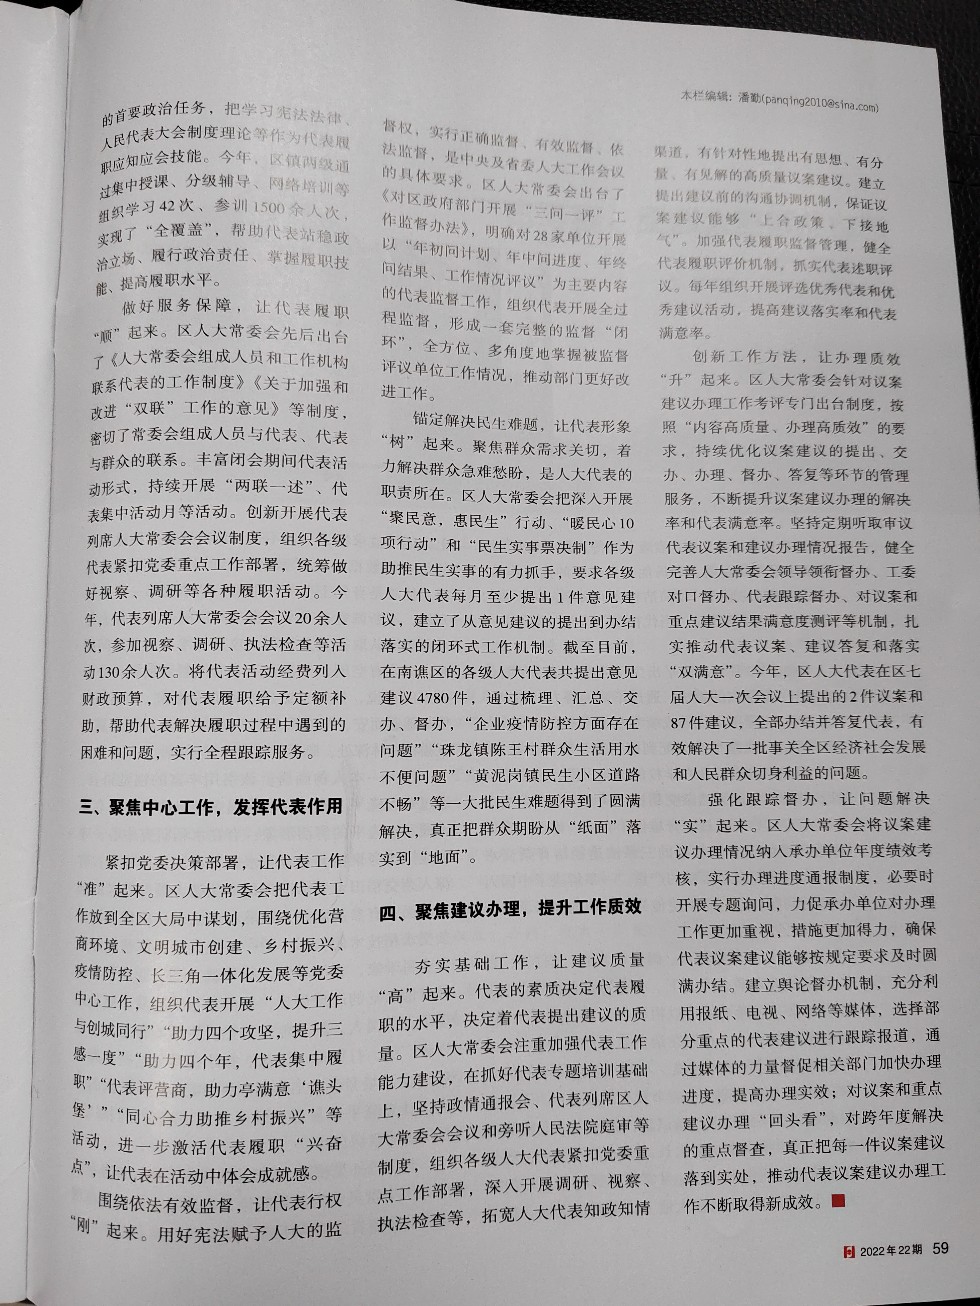 本栏编辑：潘勤(panqing2010@sina.com)
的首要政治任务，把学习宪法法律、
人民代表大会制度理论等作为代表履
职应知应会技能。今年，区镇两级通
过集中授课、分级辅导、网络培训等
组织学习42次、参训1500余人次，
实现了“全覆盖”，帮助代表站稳政
治立场、履行政治责任、掌握履职技
能、提高履职水平。
做好服务保障，让代表履职
“顺”起来。区人大常委会先后出台
了《人大常委会组成人员和工作机构
联系代表的工作制度》《关于加强和
改进“双联”工作的意见》等制度，
密切了常委会组成人员与代表、代表
与群众的联系。丰富闭会期间代表活
动形式，持续开展“两联一述”、代
表集中活动月等活动。创新开展代表
列席人大常委会会议制度，组织各级
代表紧扣党委重点工作部署，统筹做
好视察、调研等各种履职活动。今
年，代表列席人大常委会会议20余人
次，参加视察、调研、执法检查等活
动130余人次。将代表活动经费列入
财政预算，对代表履职给予定额补
助，帮助代表解决履职过程中遇到的
困难和问题，实行全程跟踪服务。
三、聚焦中心工作，发挥代表作用
紧扣党委决策部署，让代表工作
“准”起来。区人大常委会把代表工
作放到全区大局中谋划，围绕优化营
商环境、文明城市创建、乡村振兴、
疫情防控、长三角一体化发展等党委
中心工作，组织代表开展“人大工作
与创城同行”“助力四个攻坚，提升三
感一度”“助力四个年，代表集中履
职”“代表评营商，助力亭满意‘谯头
堡’”“同心合力助推乡村振兴”等
活动，进一步激活代表履职“兴奋
点”，让代表在活动中体会成就感。
围绕依法有效监督，让代表行权
“刚”起来。用好宪法赋予人大的监
督权，实行正确监督、有效监督、依
法监督，是中央及省委人大工作会议
的具体要求。区人大常委会出台了
《对区政府部门开展“三问一评”工
作监督办法》，明确对28家单位开展
以“年初问计划、年中问进度、年终
问结果、工作情况评议”为主要内容
的代表监督工作，组织代表开展全过
程监督，形成一套完整的监督“闭
环”，全方位、多角度地掌握被监督
评议单位工作情况，推动部门更好改
进工作。
锚定解决民生难题，让代表形象
“树”起来。聚焦群众需求关切，着
力解决群众急难愁盼，是人大代表的
职责所在。区人大常委会把深入开展
“聚民意，惠民生”行动、“暖民心10
项行动”和“民生实事票决制”作为
助推民生实事的有力抓手，要求各级
人大代表每月至少提出1件意见建
议，建立了从意见建议的提出到办结
落实的闭环式工作机制。截至目前，
在南谯区的各级人大代表共提出意见
建议4780件，通过梳理、汇总、交
办、督办，“企业疫情防控方面存在
问题”“珠龙镇陈王村群众生活用水
不便问题”“黄泥岗镇民生小区道路
不畅”等一大批民生难题得到了圆满
解决，真正把群众期盼从“纸面”落
实到“地面”。
四、聚焦建议办理，提升工作质效
夯实基础工作，让建议质量
“高”起来。代表的素质决定代表履
职的水平，决定着代表提出建议的质
量。区人大常委会注重加强代表工作
能力建设，在抓好代表专题培训基础
上，坚持政情通报会、代表列席区人
大常委会会议和旁听人民法院庭审等
制度，组织各级人大代表紧扣党委重
点工作部署，深入开展调研、视察、
执法检查等，拓宽人大代表知政知情
渠道，有针对性地提出有思想、有分
量、有见解的高质量议案建议。建立
提出建议前的沟通协调机制，保证议
案建议能够“上合政策、下接地
气”。加强代表履职监督管理，健全
代表履职评价机制，抓实代表述职评
议。每年组织开展评选优秀代表和优
秀建议活动，提高建议落实率和代表
满意率。
创新工作方法，让办理质效
“升”起来。区人大常委会针对议案
建议办理工作考评专门出台制度，按
照“内容高质量、办理高质效”的要
求，持续优化议案建议的提出、交
办、办理、督办、答复等环节的管理
服务，不断提升议案建议办理的解决
率和代表满意率。坚持定期听取审议
代表议案和建议办理情况报告，健全
完善人大常委会领导领衔督办、工委
对口督办、代表跟踪督办、对议案和
重点建议结果满意度测评等机制，扎
实推动代表议案、建议答复和落实
“双满意”。今年，区人大代表在区七
届人大一次会议上提出的2件议案和
87件建议，全部办结并答复代表，有
效解决了一批事关全区经济社会发展
和人民群众切身利益的问题。
强化跟踪督办，让问题解决
“实”起来。区人大常委会将议案建
议办理情况纳入承办单位年度绩效考
核，实行办理进度通报制度，必要时
开展专题询问，力促承办单位对办理
工作更加重视，措施更加得力，确保
代表议案建议能够按规定要求及时圆
满办结。建立舆论督办机制，充分利
用报纸、电视、网络等媒体，选择部
分重点的代表建议进行跟踪报道，通
过媒体的力量督促相关部门加快办理
进度，提高办理实效；对议案和重点
建议办理“回头看”，对跨年度解决
的重点督查，真正把每一件议案建议
落到实处，推动代表议案建议办理工
作不断取得新成效。
2022年22期 59